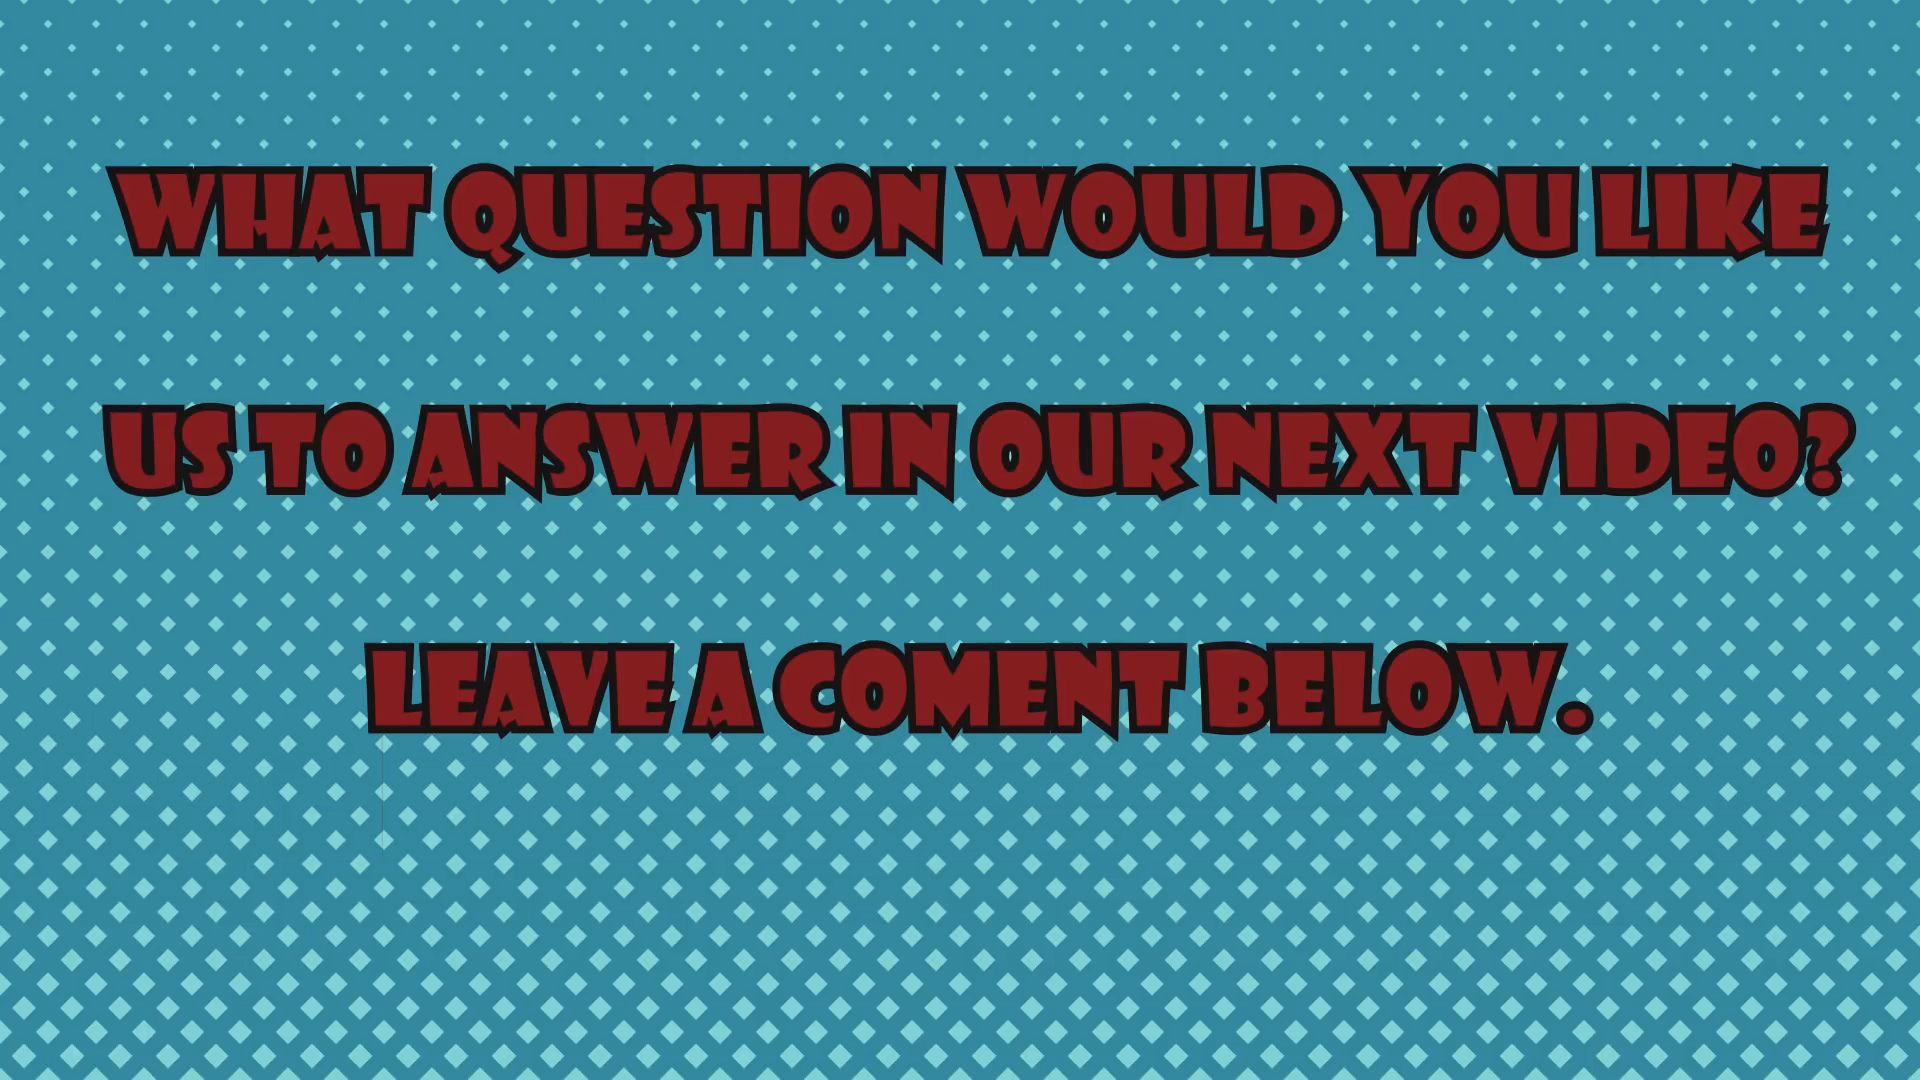 WHAT QUESTION WOULD YOU LIKE
US TO ANSWER IN OUR NEXT VIDEO?
LEAVE A COMENT BELOW.